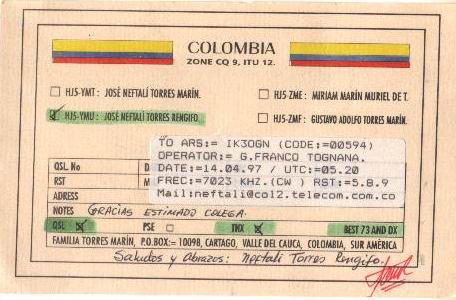 COLOMBIA
ZONE CQ 9, ITU 12.
HJ5-YMT : JOSÉ NEFTALÍ TORRES MARÍN.
HJ5-ZME : MIRIAM MARÍN MURIEL DE T.
HJ5-YMU : JOSÉ NEFTALÍ TORRES RENGIFO.
HJ5-ZMF : GUSTAVO ADOLFO TORRES MARÍN.
TO ARS:= IK3OGN (CODE:=00594)
OPERATOR:= G.FRANCO TOGNANA.
DATE:= 14.04.97 / UTC:=05.20
FREC:=7023 KHZ.(CW ) RST:=5.8.9
Mail:neftali@col2.telecom.com.co
QSL. No
RST
ADRESS
NOTES GRACIAS ESTIMADO COLEGA.
QSL PSE TNX BEST 73 AND DX
FAMILIA TORRES MARÍN, P.O.BOX:= 10098, CARTAGO, VALLE DEL CAUCA, COLOMBIA, SUR AMÉRICA
Saludos y Abrazos: Neftali Torres Rengifo.